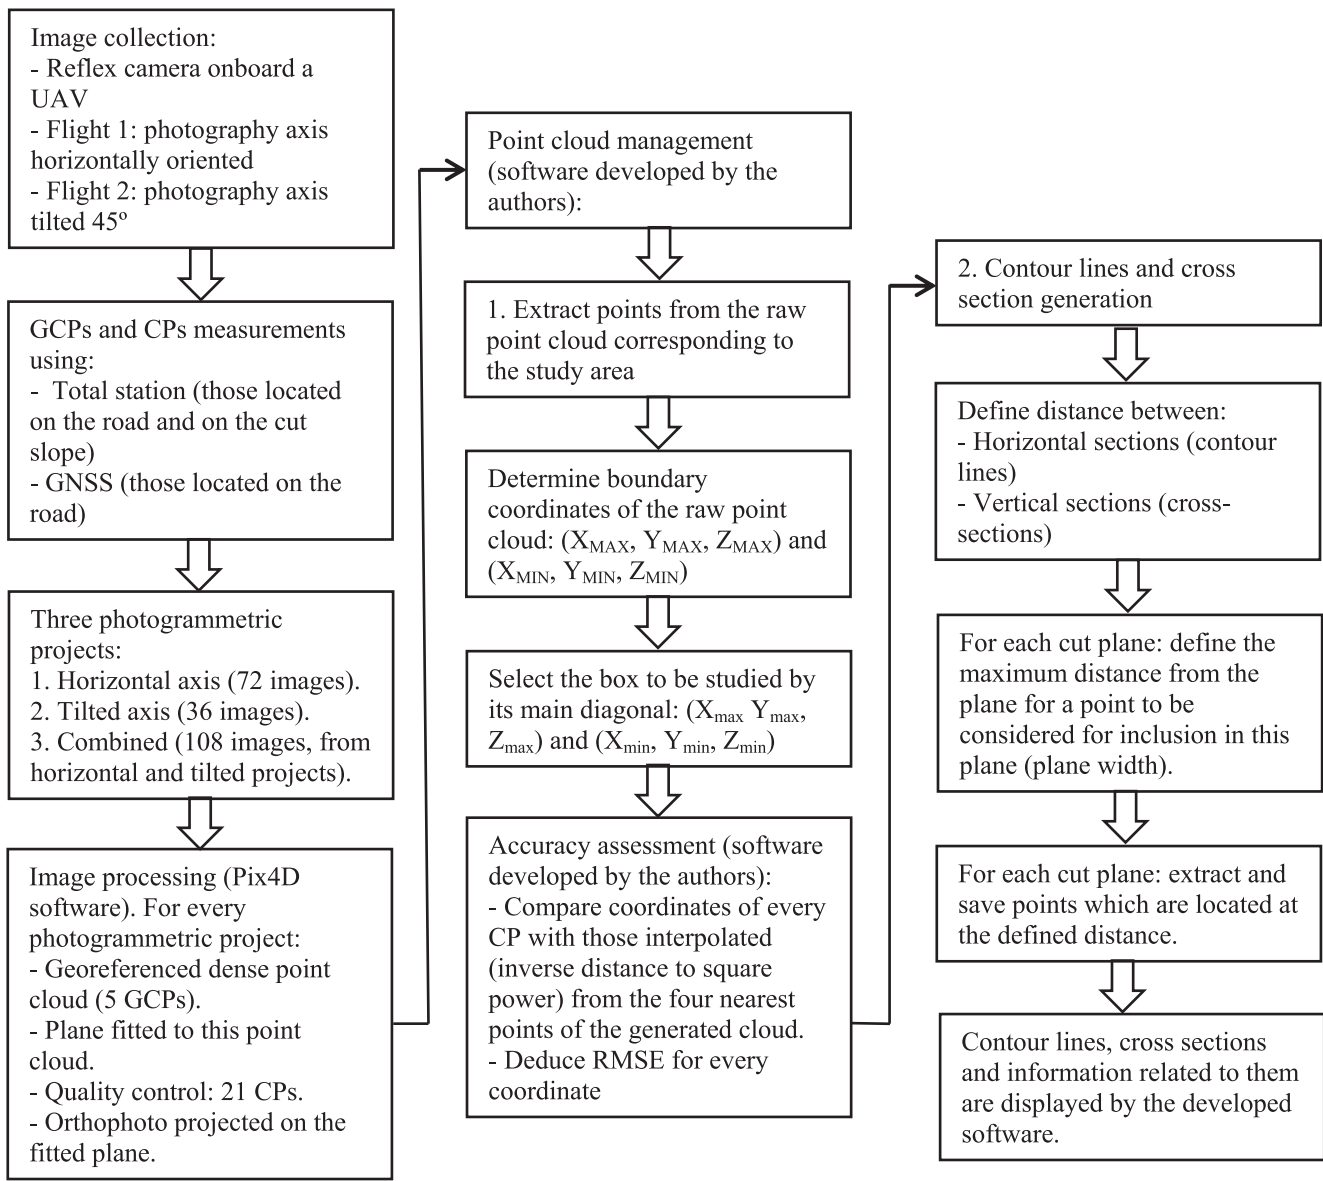 Image collection:
- Reflex camera onboard a
UAV
- Flight 1: photography axis
horizontally oriented
- Flight 2: photography axis
tilted 45º
GCPs and CPs measurements
using:
- Total station (those located
on the road and on the cut
slope)
- GNSS (those located on the
road)
Three photogrammetric
projects:
1. Horizontal axis (72 images).
2. Tilted axis (36 images).
3. Combined (108 images, from
horizontal and tilted projects).
Image processing (Pix4D
software). For every
photogrammetric project:
- Georeferenced dense point
cloud (5 GCPs).
- Plane fitted to this point
cloud.
- Quality control: 21 CPs.
- Orthophoto projected on the
fitted plane.
Point cloud management
(software developed by the
authors):
1. Extract points from the raw
point cloud corresponding to
the study area
Determine boundary
coordinates of the raw point
cloud: (XMAX, YMAX, ZMAX) and
(XMIN, YMIN, ZMIN)
Select the box to be studied by
its main diagonal: (Xmax Ymax,
Zmax) and (Xmin, Ymin, Zmin)
Accuracy assessment (software
developed by the authors):
- Compare coordinates of every
CP with those interpolated
(inverse distance to square
power) from the four nearest
points of the generated cloud.
- Deduce RMSE for every
coordinate
2. Contour lines and cross
section generation
Define distance between:
- Horizontal sections (contour
lines)
- Vertical sections (cross-
sections)
For each cut plane: define the
maximum distance from the
plane for a point to be
considered for inclusion in this
plane (plane width).
For each cut plane: extract and
save points which are located at
the defined distance.
Contour lines, cross sections
and information related to them
are displayed by the developed
software.